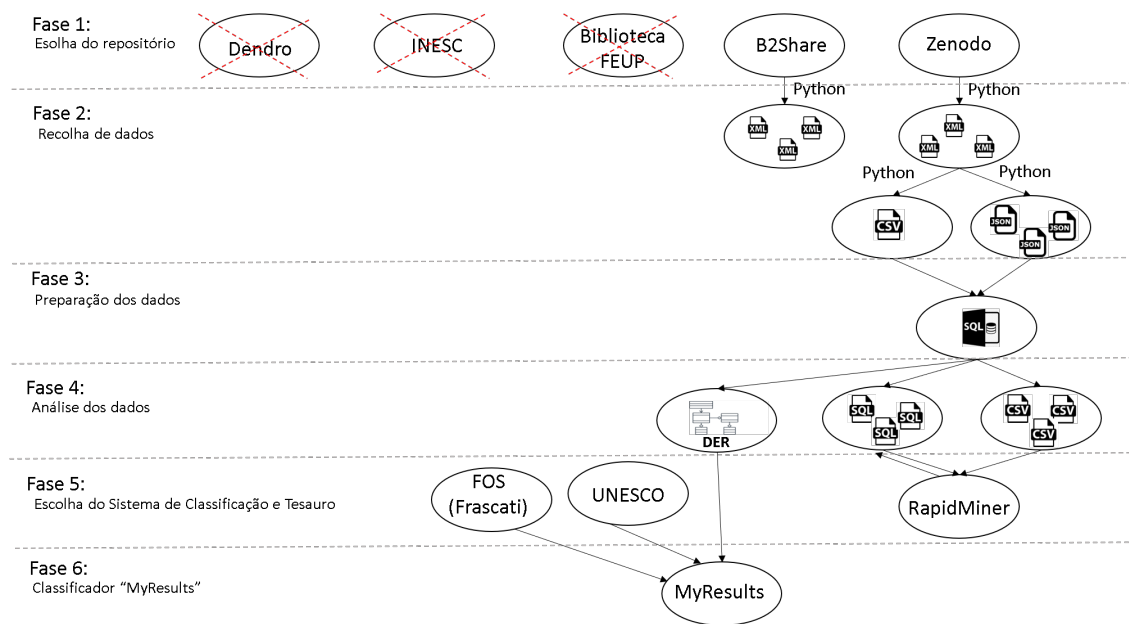 Fase 1:
Esolha do repositório
Dendro
INESC
Biblioteca
FEUP
B2Share
Zenodo
Python
Python
Fase 2:
Recolha de dados
XML
XML
XML
XML
XML
XML
Python
Python
CSV
JSON
JSON
JSON
Fase 3:
Preparação dos dados
SQL
Fase 4:
Análise dos dados
DER
SQL
SQL
SQL
CSV
CSV
CSV
Fase 5:
Escolha do Sistema de Classificação e Tesauro
FOS
(Frascati)
UNESCO
RapidMiner
Fase 6:
Classificador “MyResults”
MyResults